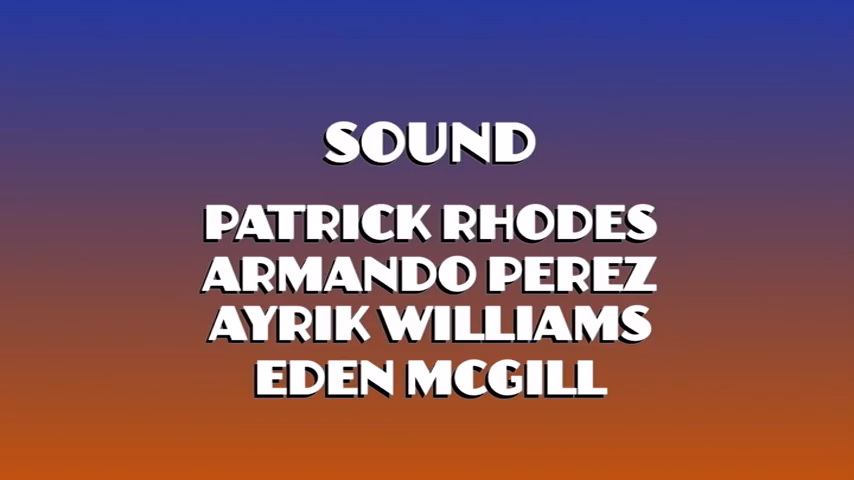 SOUND
PATRICK RHODES
ARMANDO PEREZ
AYRIK WILLIAMS
EDEN MCGILL